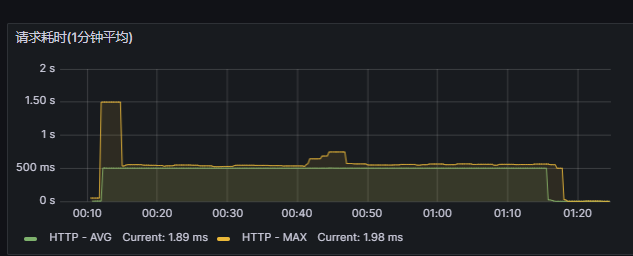 请求耗时(1分钟平均)
2 s
1.50 s
1 s
500 ms
0 s
00:10 00:20 00:30 00:40 00:50 01:00 01:10 01:20
HTTP - AVG Current: 1.89 ms HTTP - MAX Current: 1.98 ms